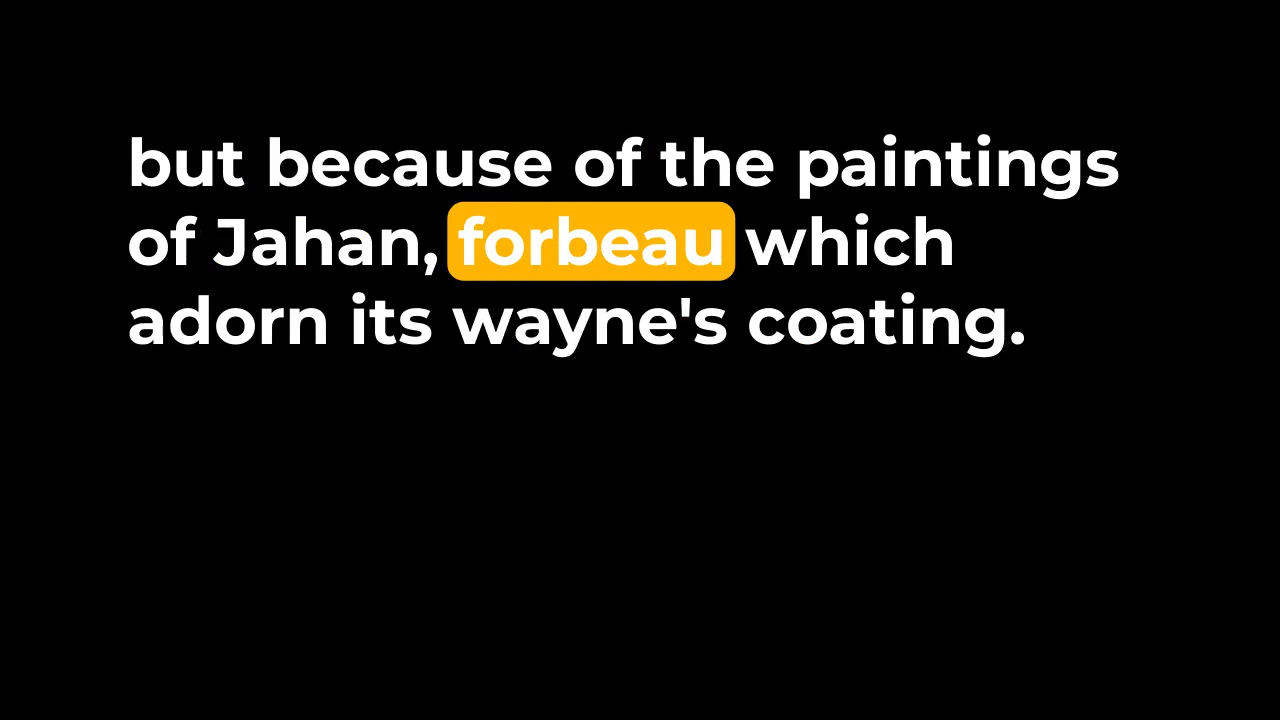 but because of the paintings
of Jahan, forbeau which
adorn its wayne's coating.